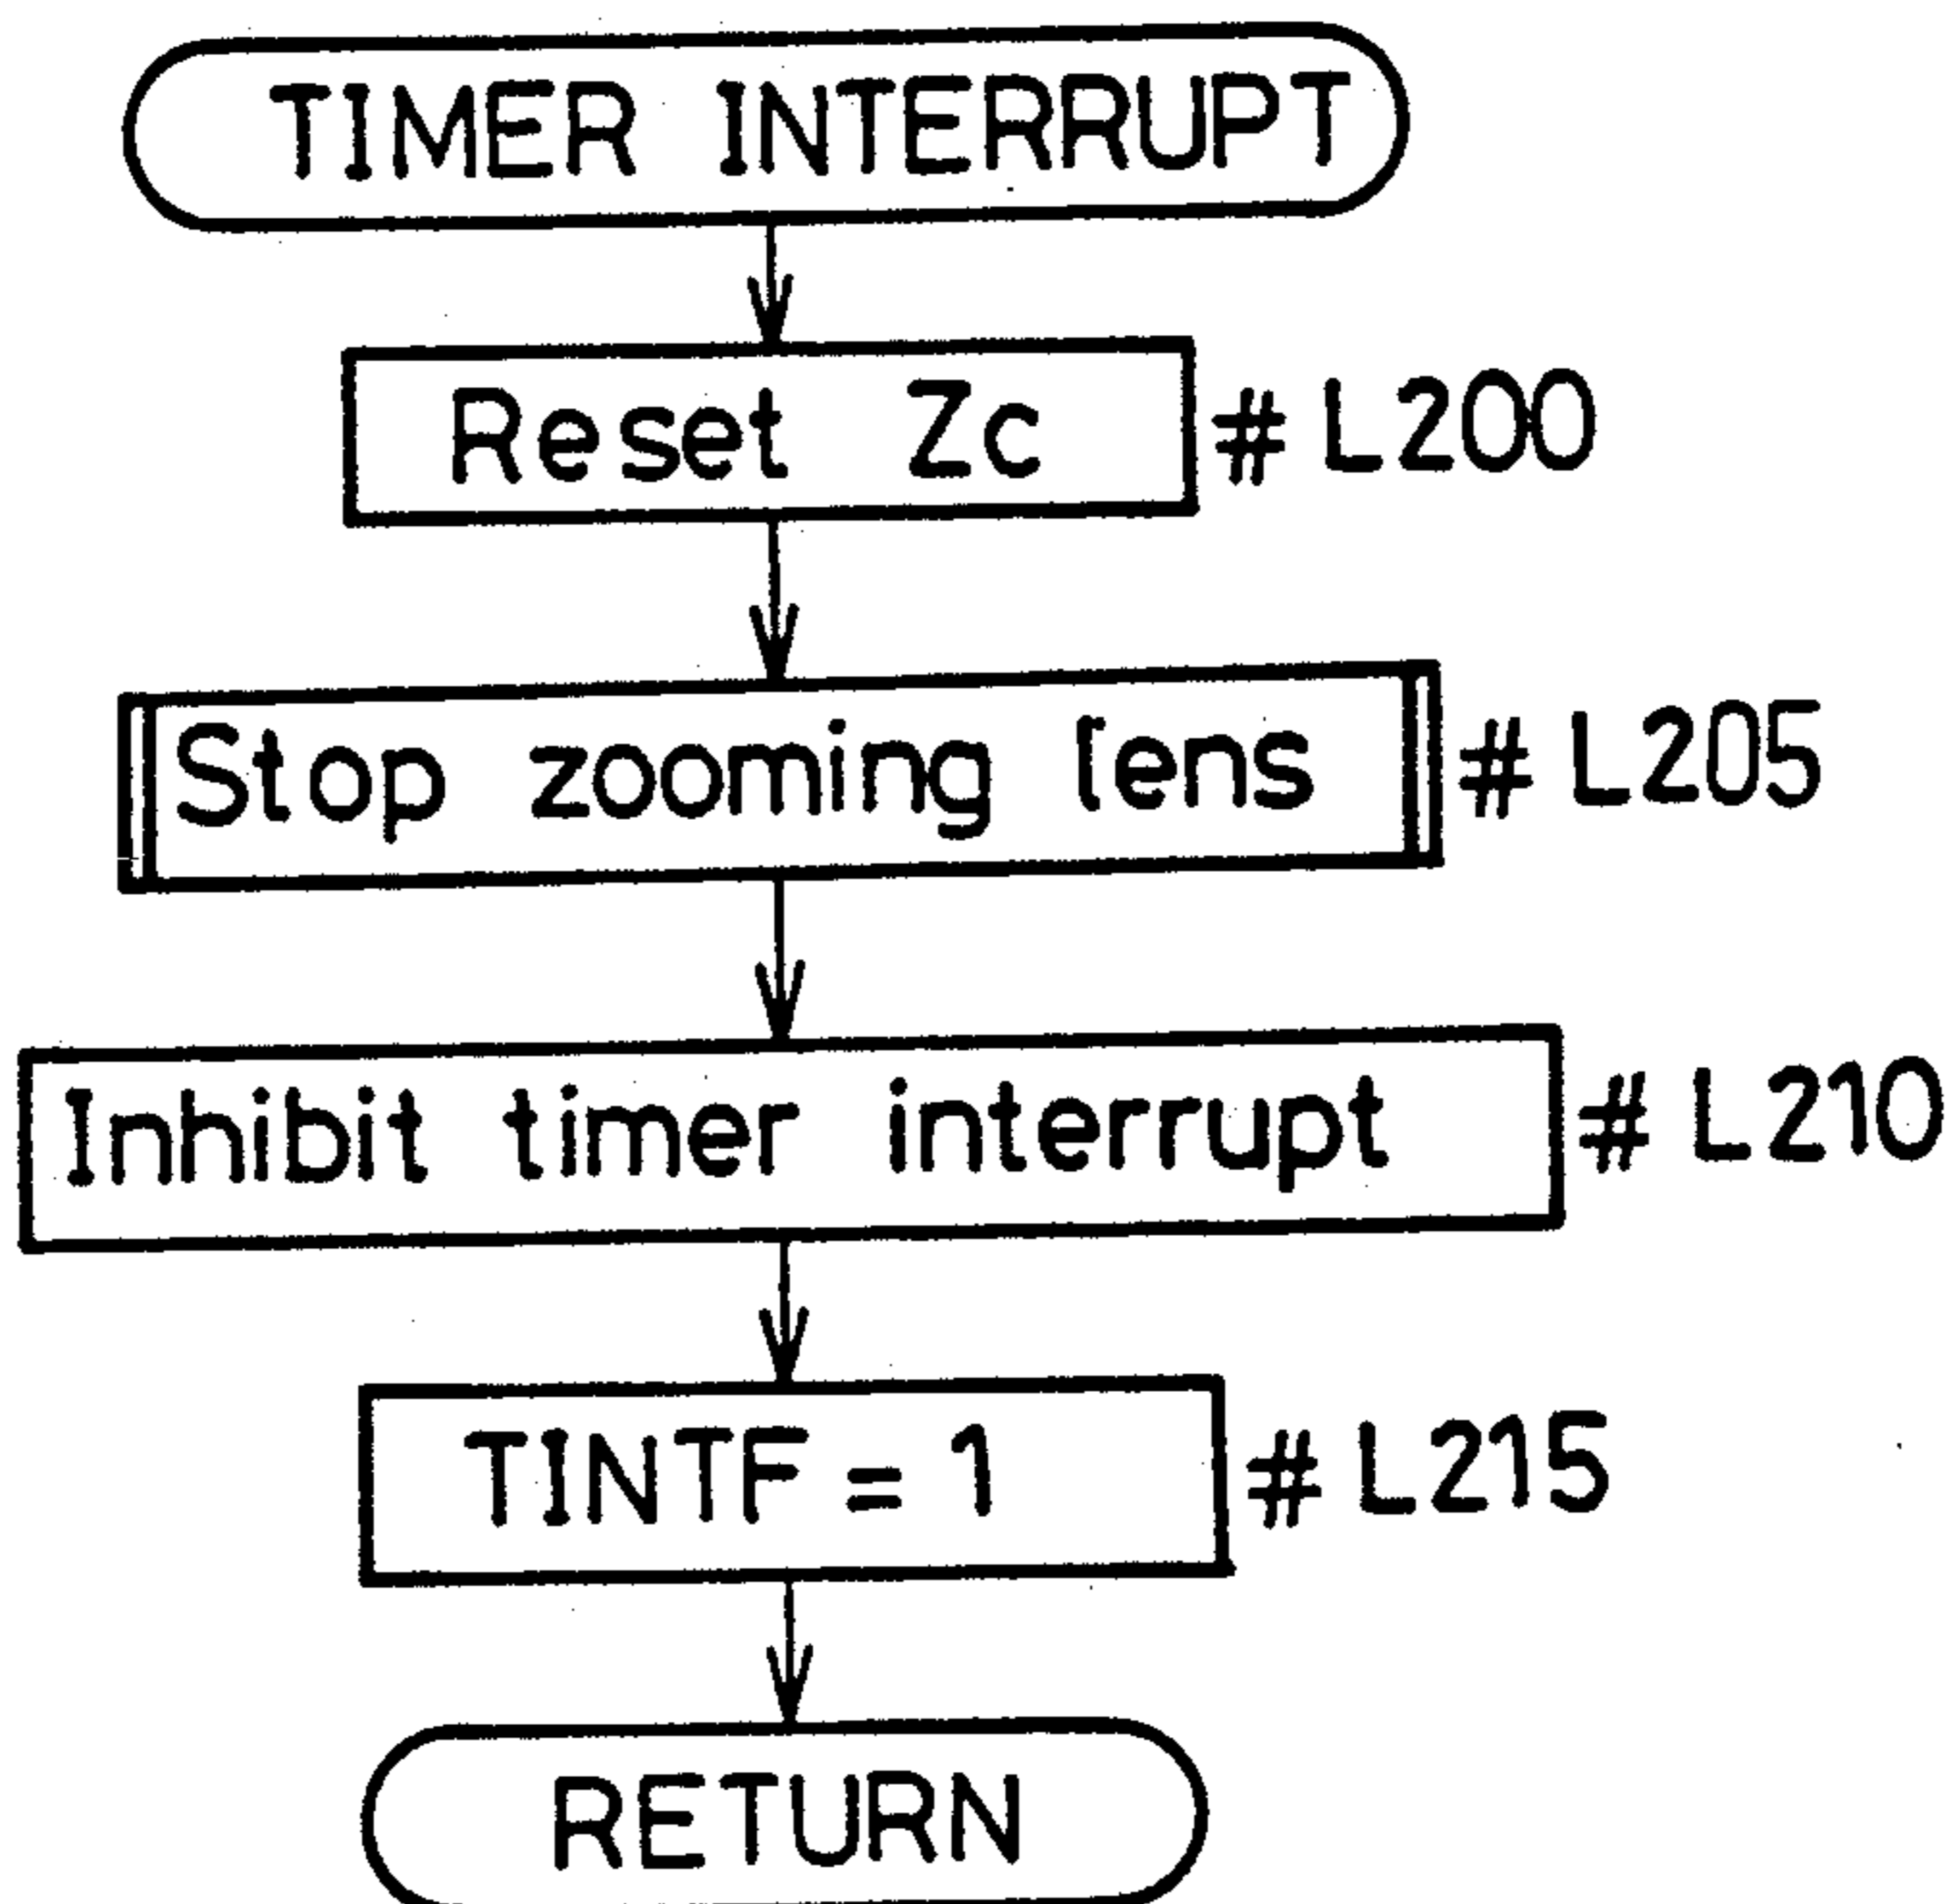 TIMER INTERRUPT
Reset Zc #L200
Stop zooming lens #L205
Inhibit timer interrupt #L210
TINTF=1 #L215
RETURN